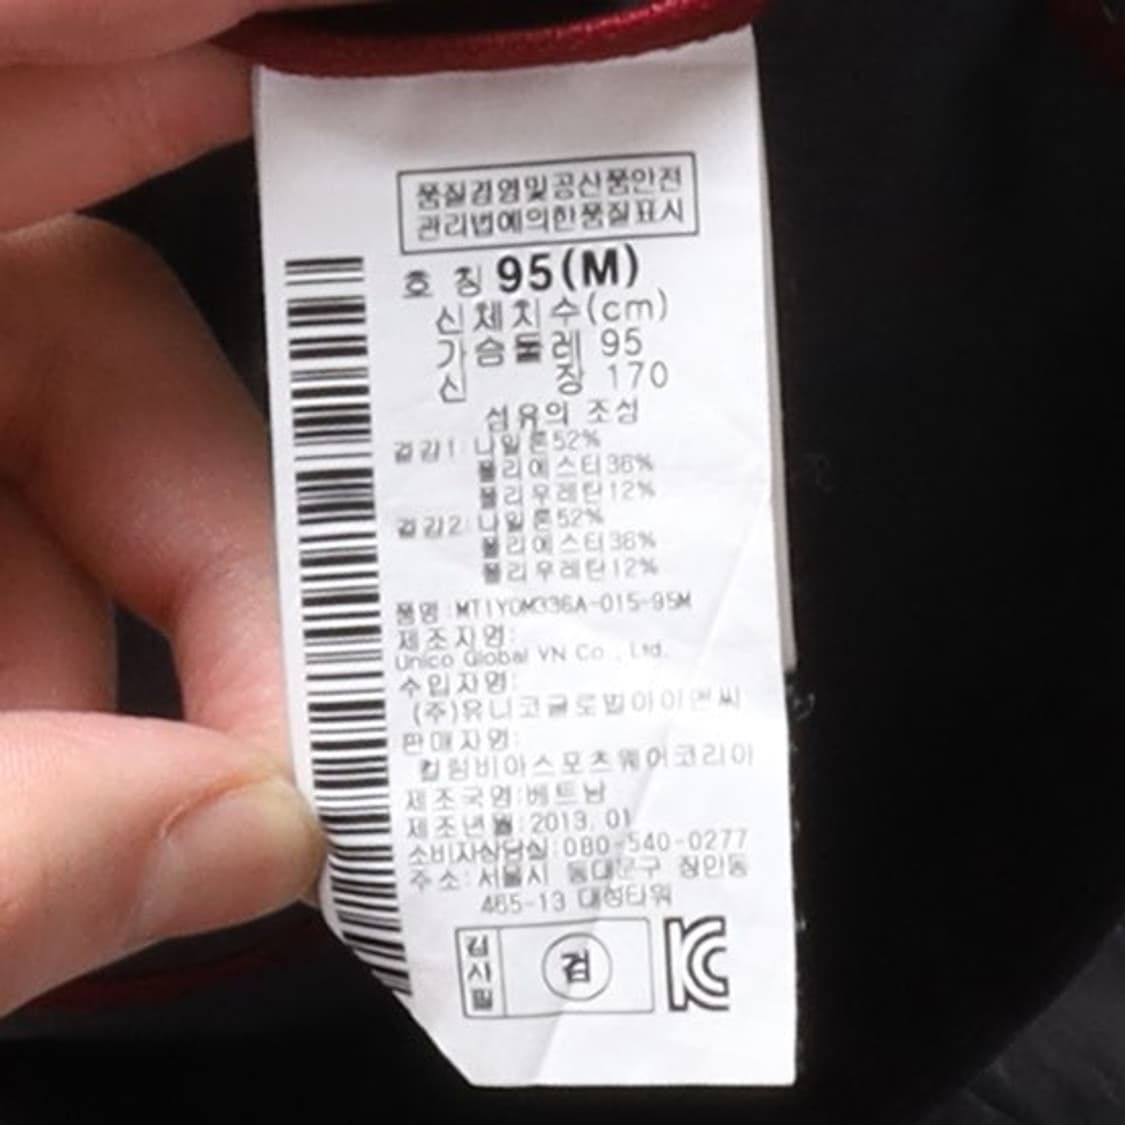 품질경영및공산품안전
관리법에의한품질표시
호 칭 95(M)
신체치수(cm)
가슴둘레 95
신 장 170
섬유의 조성
겉감1: 나일론52%
폴리에스터36%
폴리우레탄12%
겉감2: 나일론52%
폴리에스터36%
폴리우레탄12%
품명:MT1YOM336A-015-95M
제조자명:
Unico Global VN Co., Ltd.
수입자명:
(주)유니코글로벌아이앤씨
판매자명:
컬럼비아스포츠웨어코리아
제조국명:베트남
제조년월:2013. 01
소비자상담실:080-540-0277
주소:서울시 동대문구 장안동
465-13 대성타워
검사필
검
KC